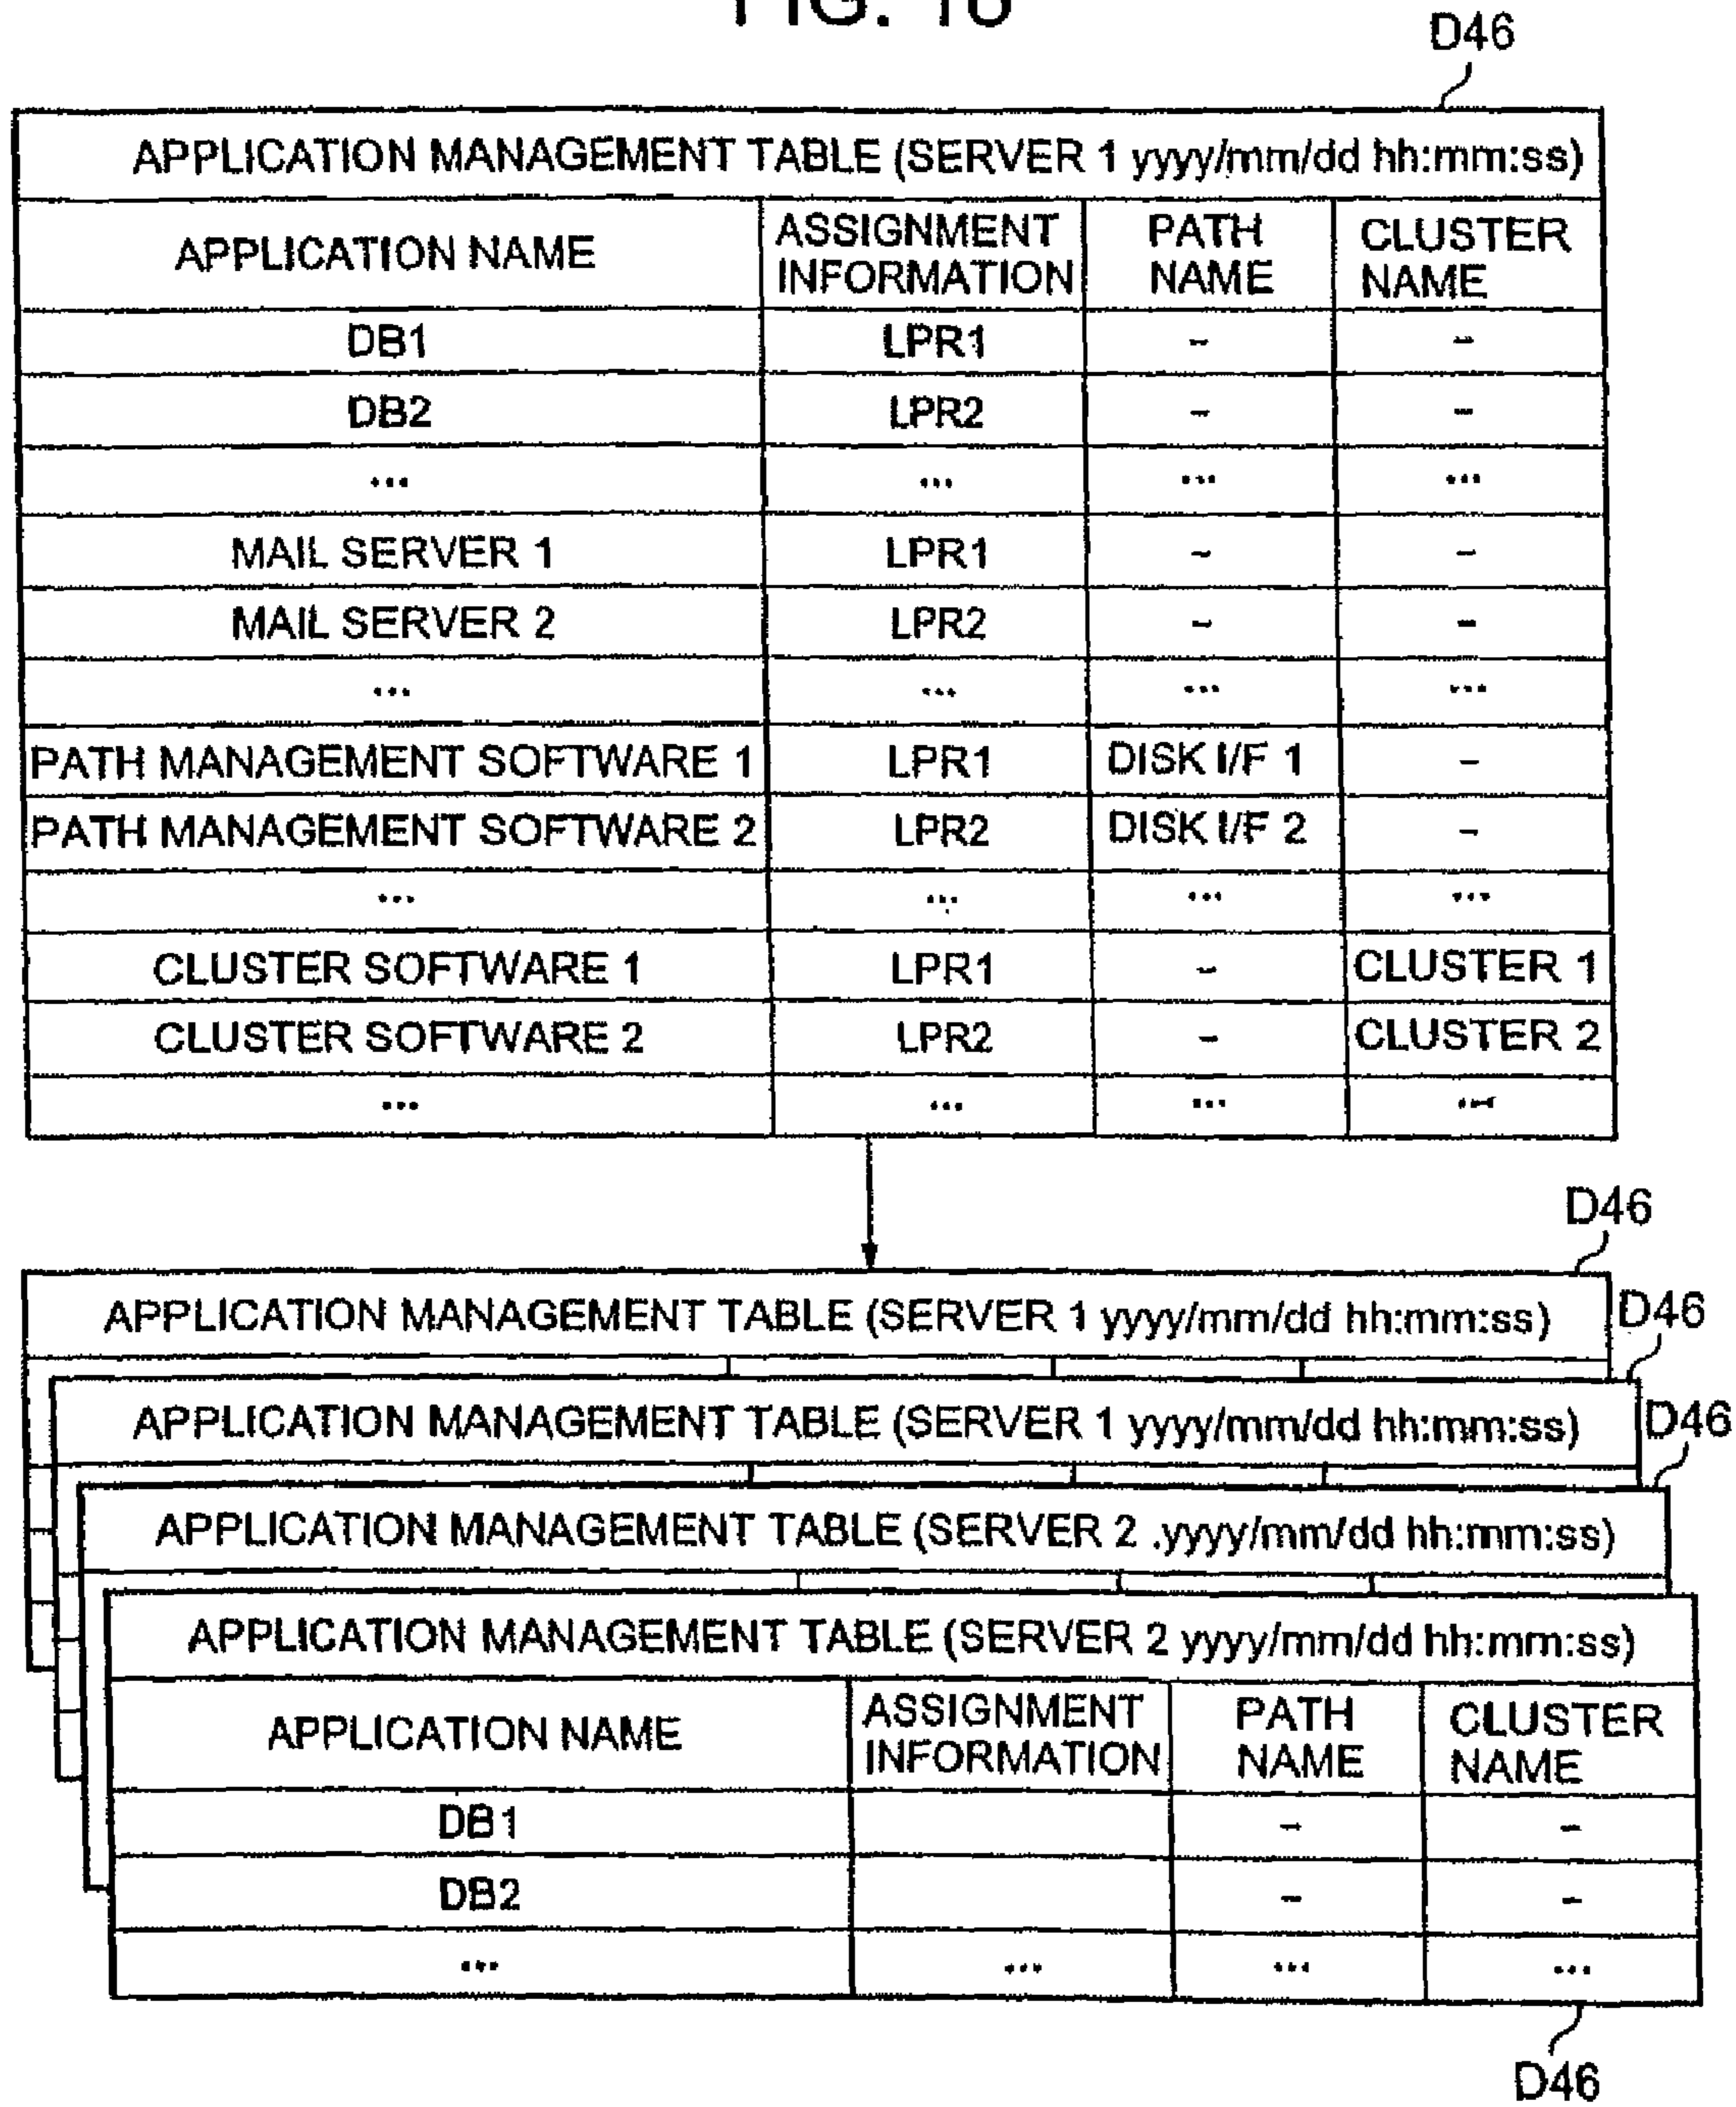 FIG. 16
D46
APPLICATION MANAGEMENT TABLE (SERVER 1 yyyy/mm/dd hh:mm:ss)
APPLICATION NAME ASSIGNMENT INFORMATION PATH NAME CLUSTER NAME
DB1 LPR1 - -
DB2 LPR2 - -
... ... ... ...
MAIL SERVER 1 LPR1 - -
MAIL SERVER 2 LPR2 - -
... ... ... ...
PATH MANAGEMENT SOFTWARE 1 LPR1 DISK I/F 1 -
PATH MANAGEMENT SOFTWARE 2 LPR2 DISK I/F 2 -
... ... ... ...
CLUSTER SOFTWARE 1 LPR1 - CLUSTER 1
CLUSTER SOFTWARE 2 LPR2 - CLUSTER 2
... ... ... ...
D46
APPLICATION MANAGEMENT TABLE (SERVER 1 yyyy/mm/dd hh:mm:ss)
D46
APPLICATION MANAGEMENT TABLE (SERVER 1 yyyy/mm/dd hh:mm:ss)
D46
APPLICATION MANAGEMENT TABLE (SERVER 2 .yyyy/mm/dd hh:mm:ss)
APPLICATION MANAGEMENT TABLE (SERVER 2 yyyy/mm/dd hh:mm:ss)
APPLICATION NAME ASSIGNMENT INFORMATION PATH NAME CLUSTER NAME
DB1 - -
DB2 - -
... ... ... ...
D46